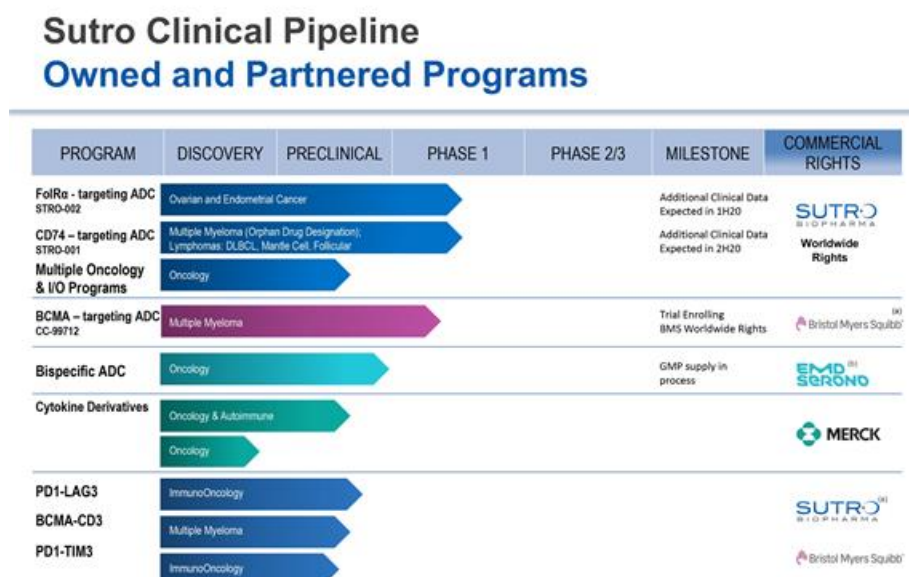 Sutro Clinical Pipeline
Owned and Partnered Programs
PROGRAM DISCOVERY PRECLINICAL PHASE 1 PHASE 2/3 MILESTONE COMMERCIAL RIGHTS
FolRα - targeting ADC
STRO-002
Ovarian and Endometrial Cancer
Additional Clinical Data
Expected in 1H20
SUTRO
BIOPHARMA
Worldwide
Rights
CD74 – targeting ADC
STRO-001
Multiple Myeloma (Orphan Drug Designation);
Lymphomas: DLBCL, Mantle Cell, Follicular
Additional Clinical Data
Expected in 2H20
Multiple Oncology
& I/O Programs
Oncology
BCMA – targeting ADC
CC-99712
Multiple Myeloma
Trial Enrolling
BMS Worldwide Rights
Bristol Myers Squibb (a)
Bispecific ADC
Oncology
GMP supply in
process
EMD (b)
SERONO
Cytokine Derivatives
Oncology & Autoimmune
Oncology
MERCK
PD1-LAG3
ImmunoOncology
SUTRO (a)
BIOPHARMA
BCMA-CD3
Multiple Myeloma
PD1-TIM3
ImmunoOncology
Bristol Myers Squibb